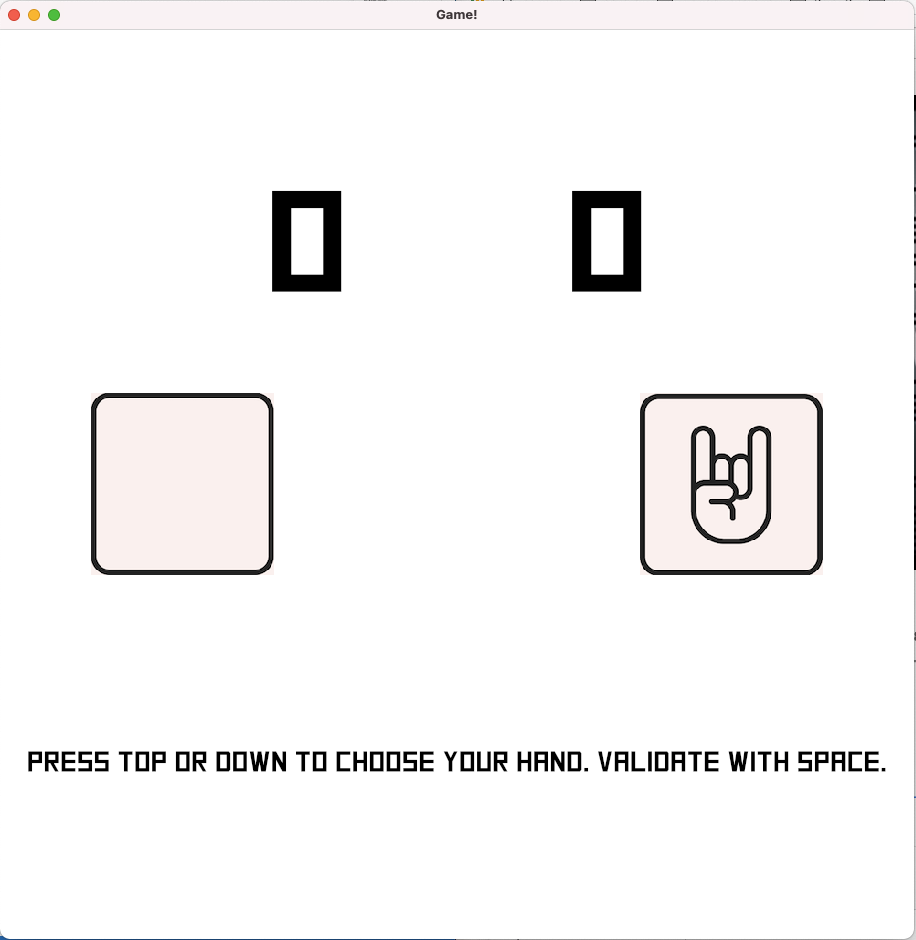 Game!
0 0
PRESS TOP OR DOWN TO CHOOSE YOUR HAND. VALIDATE WITH SPACE.